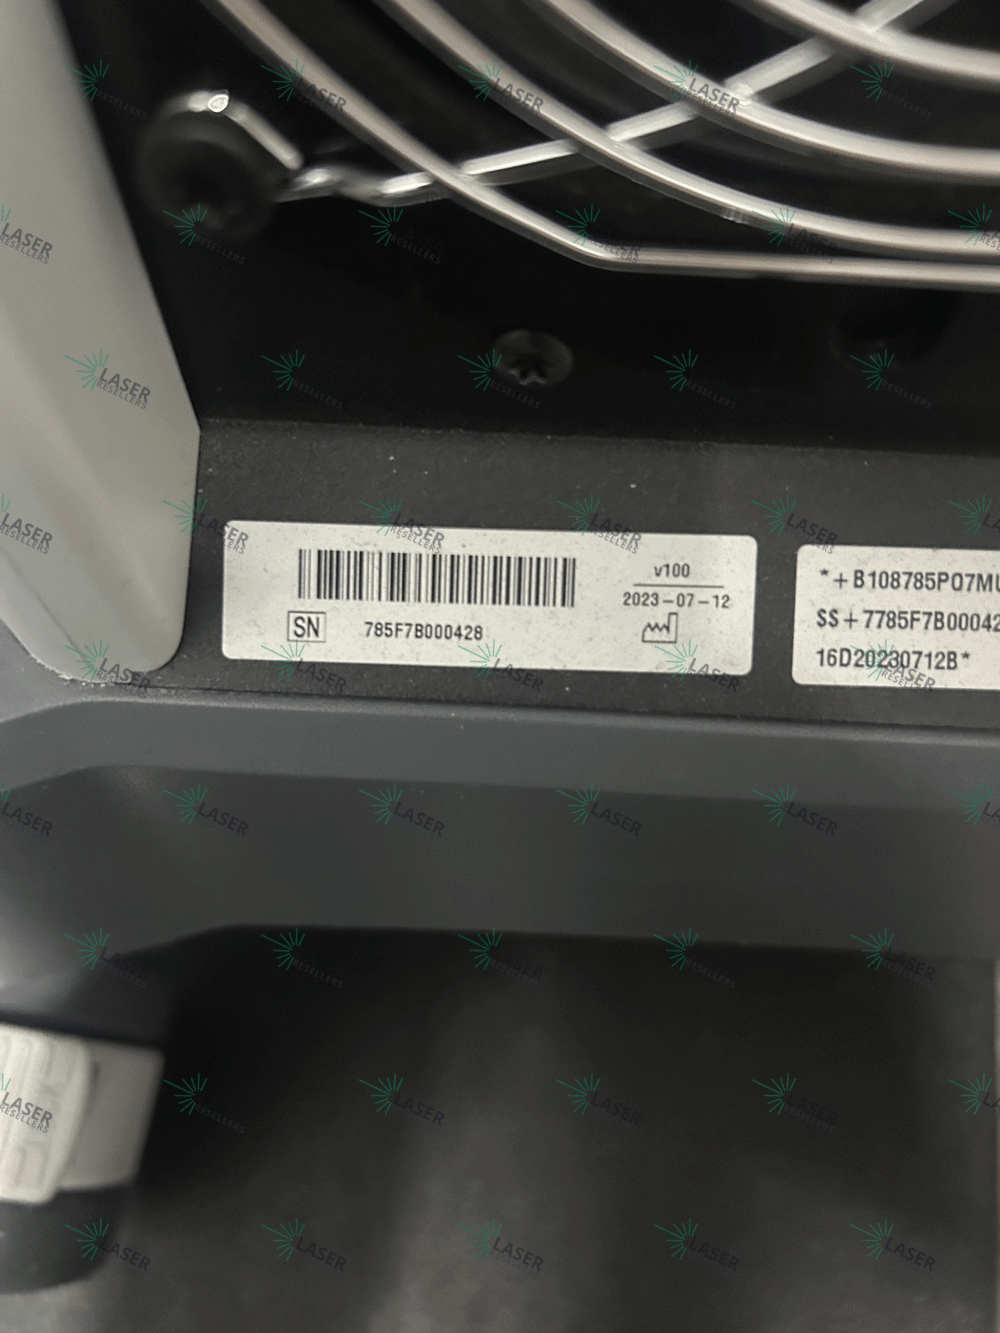 v100
2023-07-12
SN 785F7B000428
*+B108785P07MU
$$+7785F7B00042
16D20230712B*
LASER
RESELLERS